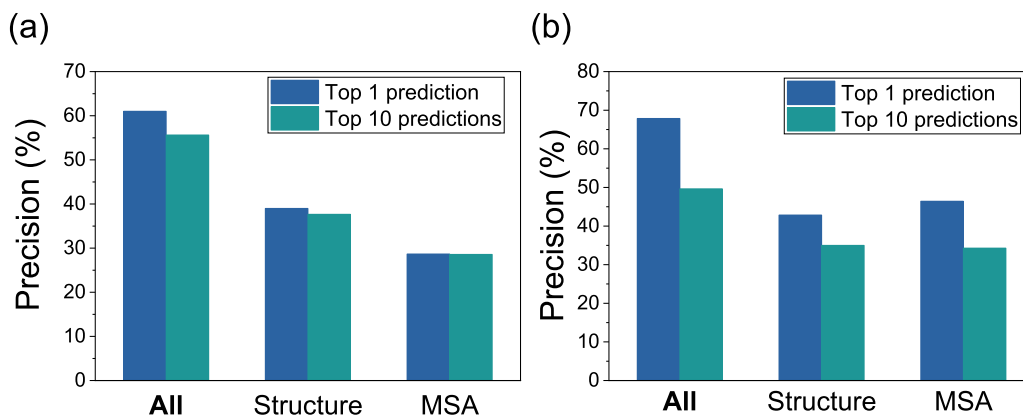 (a)
Precision (%)
70
60
50
40
30
20
10
0
Top 1 prediction
Top 10 predictions
All Structure MSA
(b)
Precision (%)
80
70
60
50
40
30
20
10
0
Top 1 prediction
Top 10 predictions
All Structure MSA